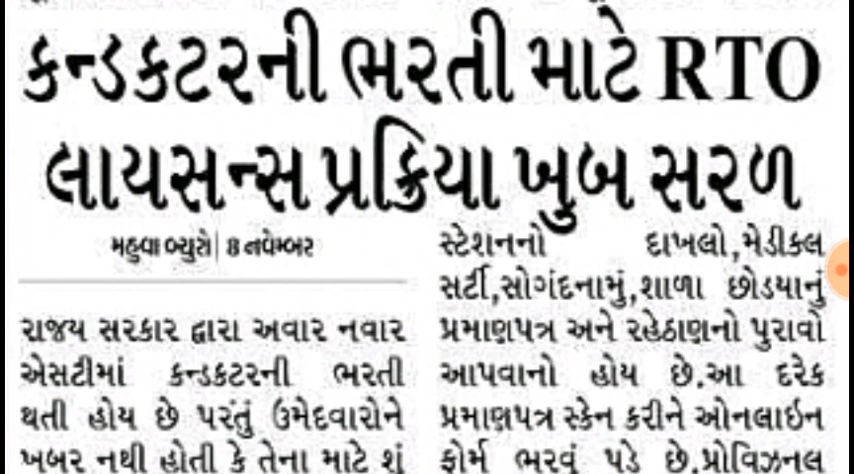 કન્ડકટરની ભરતી માટે RTO
લાયસન્સ પ્રક્રિયા ખુબ સરળ
મહુવા બ્યુરો| 8 નવેમ્બર
રાજય સરકાર દ્વારા અવાર નવાર
એસટીમાં કન્ડકટરની ભરતી
થતી હોય છે પરંતુ ઉમેદવારોને
ખબર નથી હોતી કે તેના માટે શું
સ્ટેશનનો દાખલો,મેડીકલ
સર્ટી,સોગંદનામું,શાળા છોડયાનું
પ્રમાણપત્ર અને રહેઠાણનો પુરાવો
આપવાનો હોય છે.આ દરેક
પ્રમાણપત્ર સ્કેન કરીને ઓનલાઇન
ફોર્મ ભરવું પડે છે.પ્રોવિઝનલ